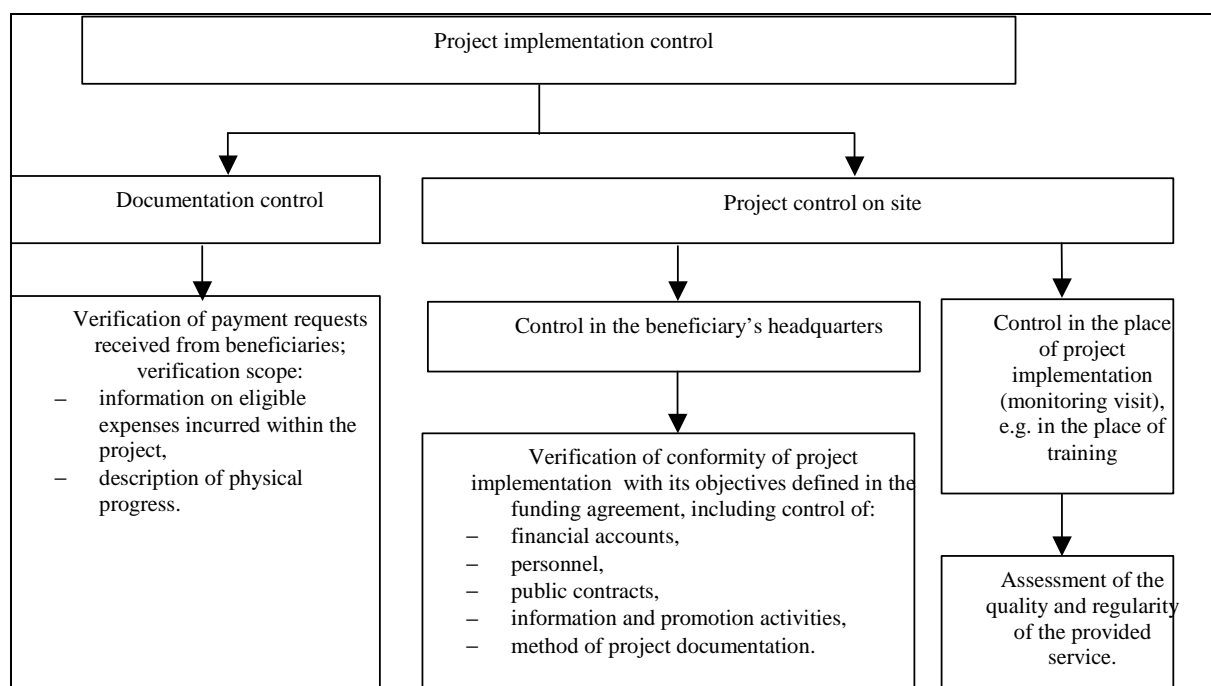 Project implementation control
Documentation control
Project control on site
Verification of payment requests
received from beneficiaries;
verification scope:
– information on eligible
expenses incurred within the
project,
– description of physical
progress.
Control in the beneficiary's headquarters
Verification of conformity of project
implementation with its objectives defined in the
funding agreement, including control of:
– financial accounts,
– personnel,
– public contracts,
– information and promotion activities,
– method of project documentation.
Control in the place
of project
implementation
(monitoring visit),
e.g. in the place of
training
Assessment of the
quality and regularity
of the provided
service.